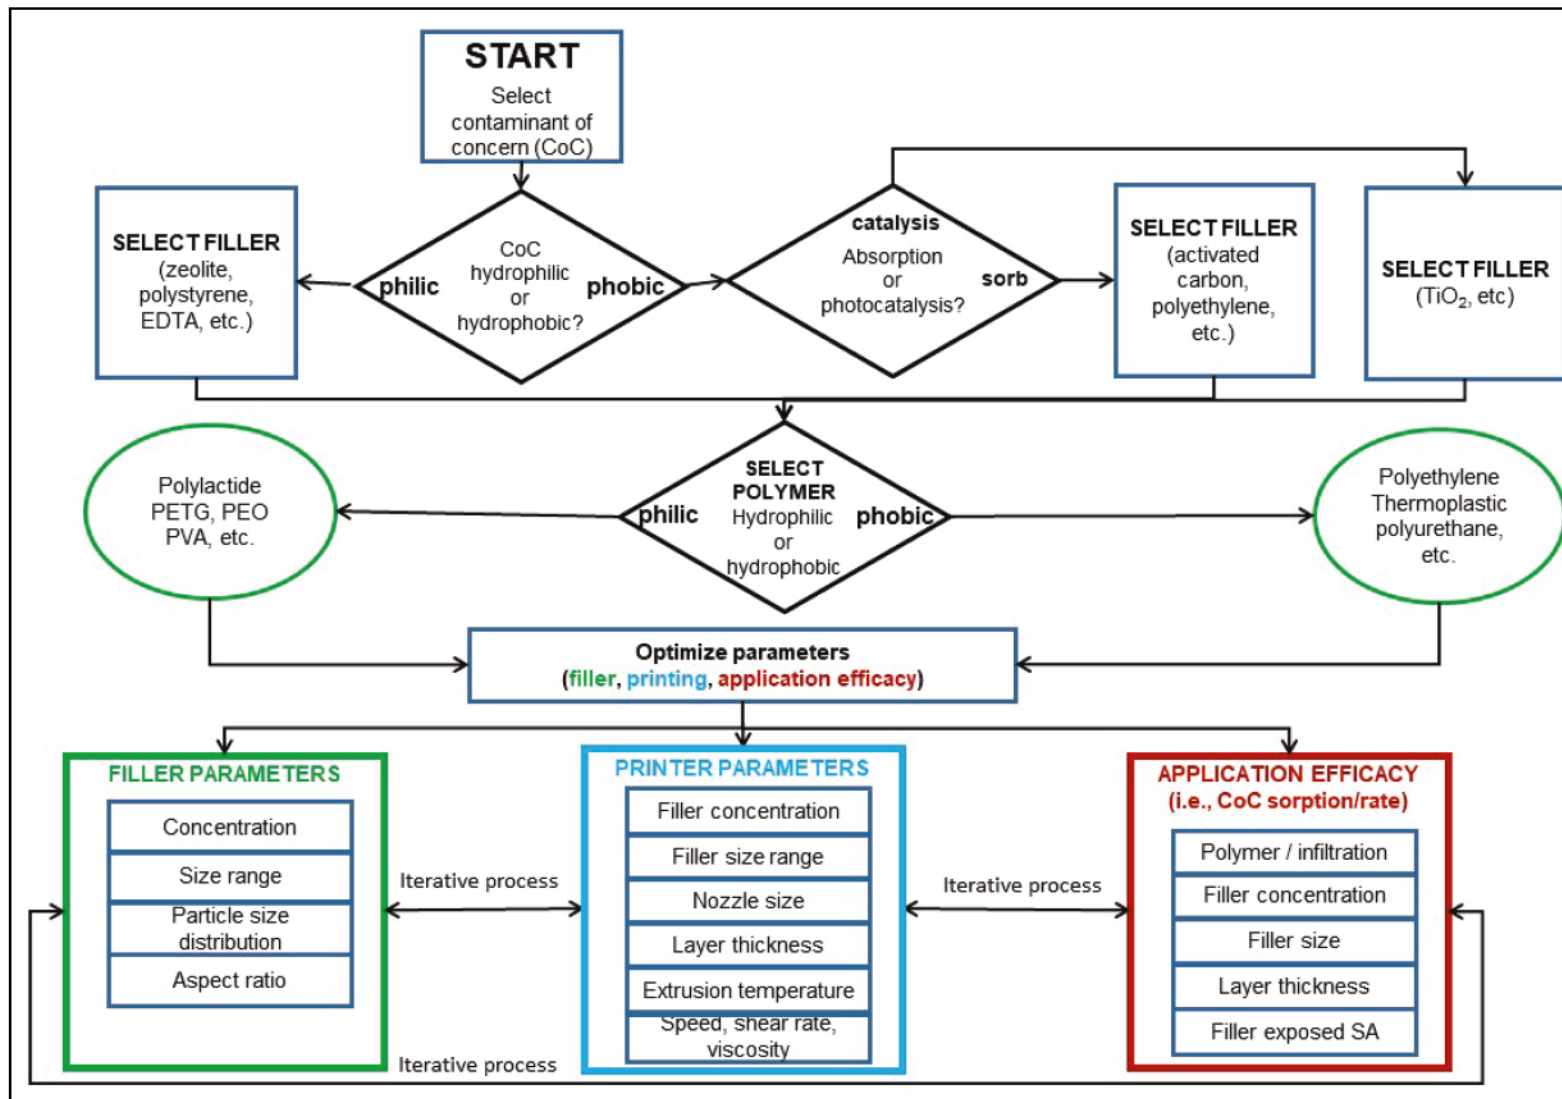 START
Select
contaminant of
concern (CoC)
SELECT FILLER
(zeolite,
polystyrene,
EDTA, etc.)
philic
CoC
hydrophilic
or
hydrophobic?
phobic
catalysis
Absorption
or
photocatalysis?
sorb
SELECT FILLER
(activated
carbon,
polyethylene,
etc.)
SELECT FILLER
(TiO₂, etc)
Polylactide
PETG, PEO
PVA, etc.
SELECT
POLYMER
philic
Hydrophilic
or
hydrophobic
phobic
Polyethylene
Thermoplastic
polyurethane,
etc.
Optimize parameters
(filler, printing, application efficacy)
FILLER PARAMETERS
Concentration
Size range
Particle size
distribution
Aspect ratio
Iterative process
PRINTER PARAMETERS
Filler concentration
Filler size range
Nozzle size
Layer thickness
Extrusion temperature
Speed, shear rate,
viscosity
Iterative process
APPLICATION EFFICACY
(i.e., CoC sorption/rate)
Polymer / infiltration
Filler concentration
Filler size
Layer thickness
Filler exposed SA
Iterative process